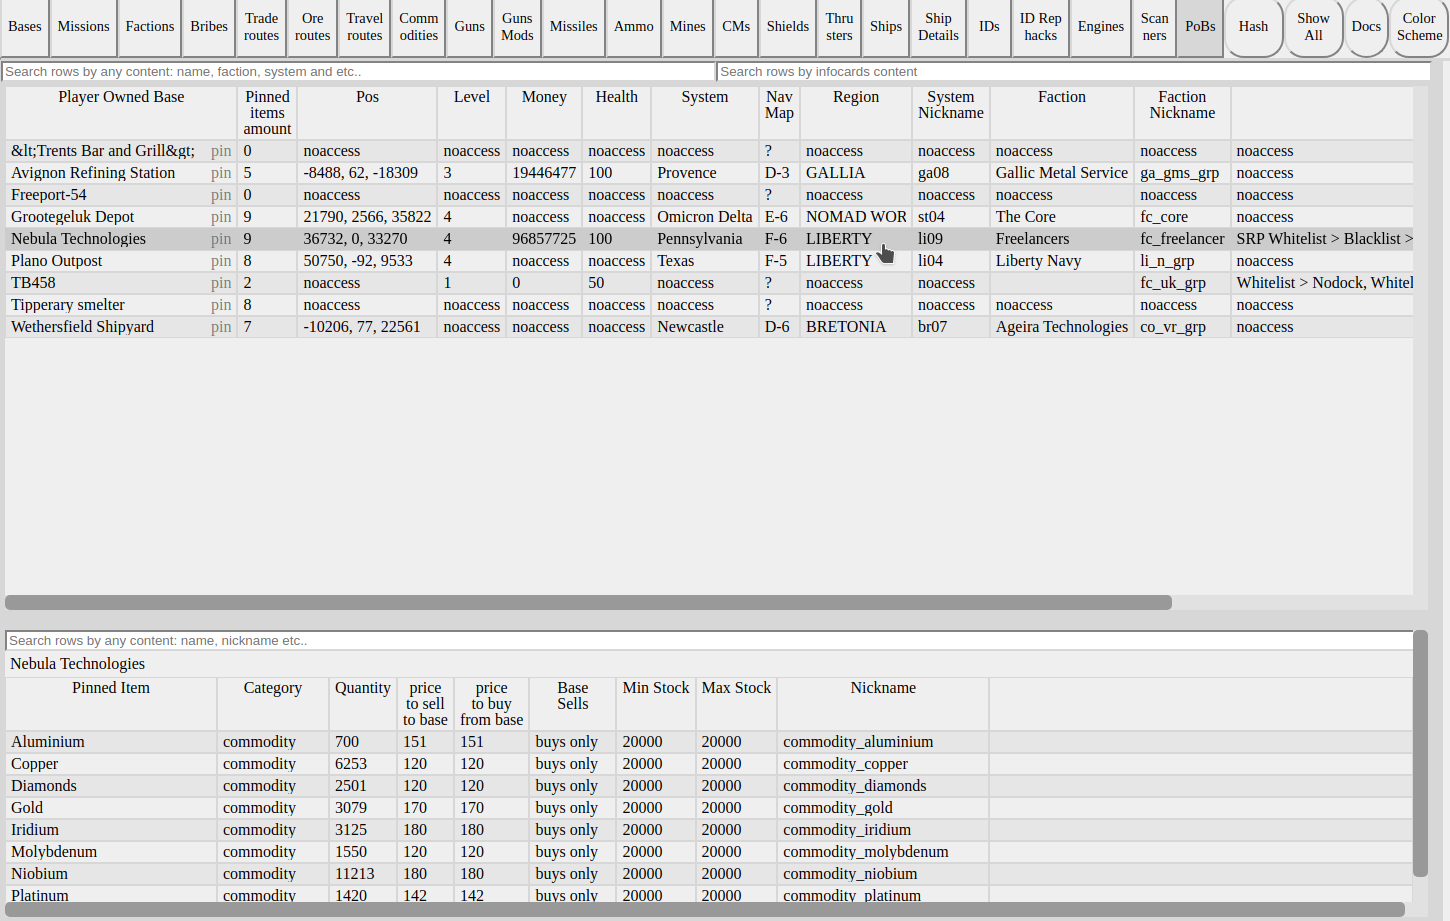 Bases Missions Factions Bribes Trade routes Ore routes Travel routes Comm odities Guns Guns Mods Missiles Ammo Mines CMs Shields Thru sters Ships Ship Details IDs ID Rep hacks Engines Scan ners PoBs Hash Show All Docs Color Scheme
Search rows by any content: name, faction, system and etc.. Search rows by infocards content
Player Owned Base Pinned items amount Pos Level Money Health System Nav Map Region System Nickname Faction Faction Nickname
&lt;Trents Bar and Grill&gt; pin 0 noaccess noaccess noaccess noaccess noaccess ? noaccess noaccess noaccess noaccess noaccess
Avignon Refining Station pin 5 -8488, 62, -18309 3 19446477 100 Provence D-3 GALLIA ga08 Gallic Metal Service ga_gms_grp noaccess
Freeport-54 pin 0 noaccess noaccess noaccess noaccess noaccess ? noaccess noaccess noaccess noaccess noaccess
Grootegeluk Depot pin 9 21790, 2566, 35822 4 noaccess noaccess Omicron Delta E-6 NOMAD WOR st04 The Core fc_core noaccess
Nebula Technologies pin 9 36732, 0, 33270 4 96857725 100 Pennsylvania F-6 LIBERTY li09 Freelancers fc_freelancer SRP Whitelist > Blacklist >
Plano Outpost pin 8 50750, -92, 9533 4 noaccess noaccess Texas F-5 LIBERTY li04 Liberty Navy li_n_grp noaccess
TB458 pin 2 noaccess 1 0 50 noaccess ? noaccess noaccess fc_uk_grp Whitelist > Nodock, Whitel
Tipperary smelter pin 8 noaccess noaccess noaccess noaccess noaccess ? noaccess noaccess noaccess noaccess noaccess
Wethersfield Shipyard pin 7 -10206, 77, 22561 noaccess noaccess noaccess Newcastle D-6 BRETONIA br07 Ageira Technologies co_vr_grp noaccess
Search rows by any content: name, nickname etc..
Nebula Technologies
Pinned Item Category Quantity price to sell to base price to buy from base Base Sells Min Stock Max Stock Nickname
Aluminium commodity 700 151 151 buys only 20000 20000 commodity_aluminium
Copper commodity 6253 120 120 buys only 20000 20000 commodity_copper
Diamonds commodity 2501 120 120 buys only 20000 20000 commodity_diamonds
Gold commodity 3079 170 170 buys only 20000 20000 commodity_gold
Iridium commodity 3125 180 180 buys only 20000 20000 commodity_iridium
Molybdenum commodity 1550 120 120 buys only 20000 20000 commodity_molybdenum
Niobium commodity 11213 180 180 buys only 20000 20000 commodity_niobium
Platinum commodity 1420 142 142 buys only 20000 20000 commodity_platinum